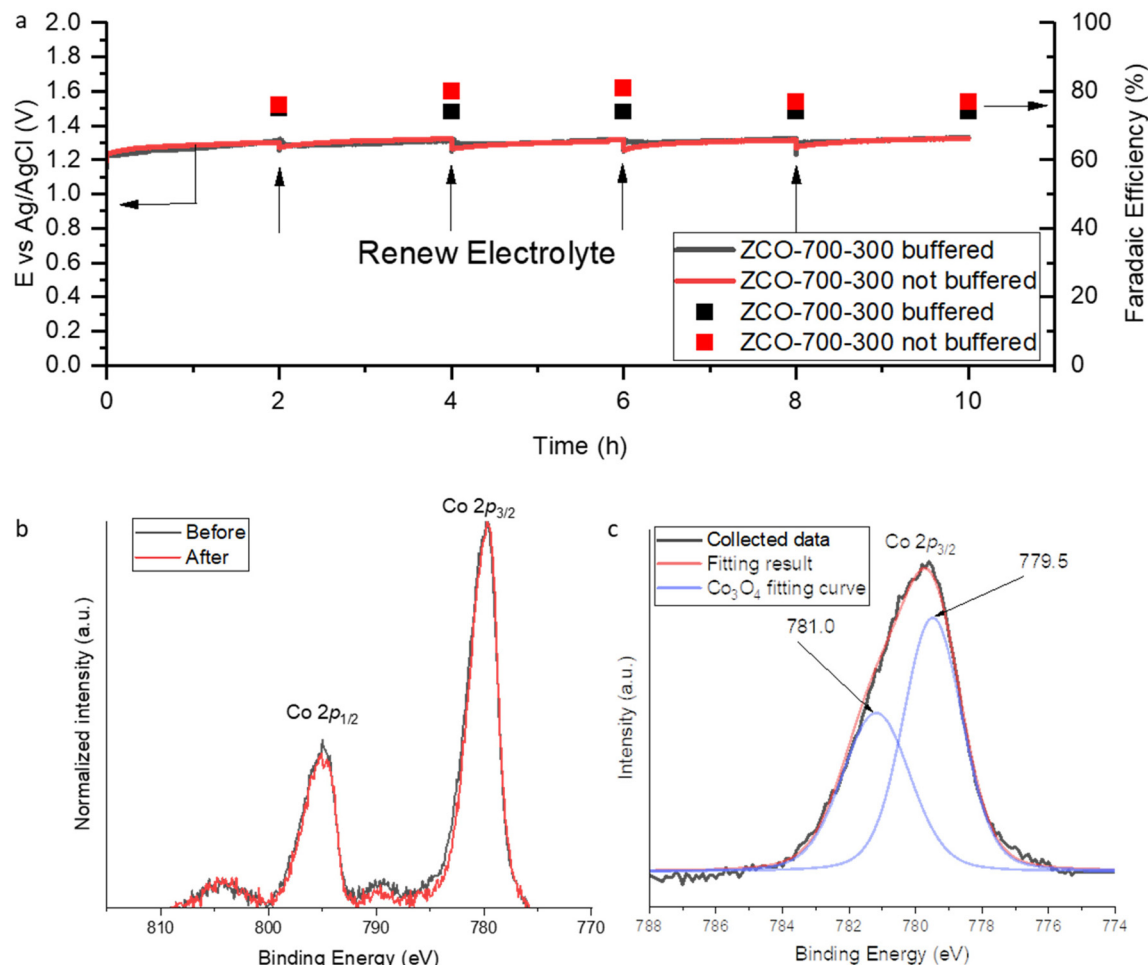 a
2.0
1.8
1.6
1.4
1.2
1.0
0.8
0.6
0.4
0.2
0.0
E vs Ag/AgCl (V)
100
80
60
40
20
0
Faradaic Efficiency (%)
Renew Electrolyte
ZCO-700-300 buffered
ZCO-700-300 not buffered
ZCO-700-300 buffered
ZCO-700-300 not buffered
0 2 4 6 8 10
Time (h)
b
Before
After
Co 2p3/2
Co 2p1/2
Normalized intensity (a.u.)
810 800 790 780 770
Binding Energy (eV)
c
Collected data
Fitting result
Co3O4 fitting curve
Co 2p3/2
779.5
781.0
Intensity (a.u.)
788 786 784 782 780 778 776 774
Binding Energy (eV)